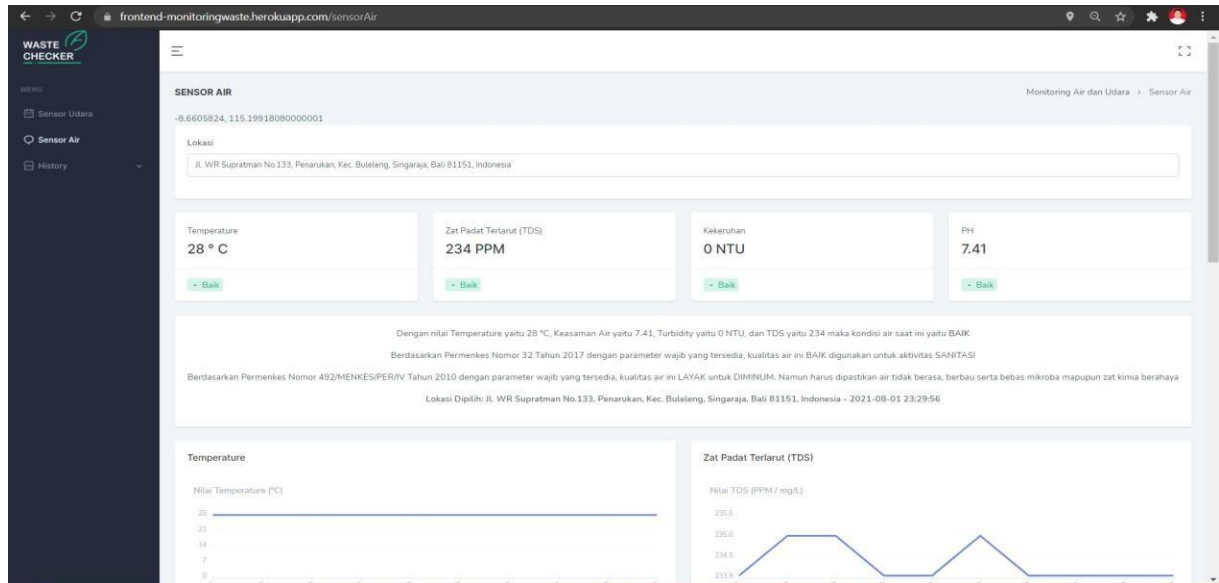 frontend-monitoringwaste.herokuapp.com/sensorAir
WASTE
CHECKER
MENU
Sensor Udara
Sensor Air
History
SENSOR AIR
Monitoring Air dan Udara > Sensor Air
-8.6605824, 115.19918080000001
Lokasi
Jl. WR Supratman No.133, Penarukan, Kec. Buleleng, Singaraja, Bali 81151, Indonesia
Temperature
28 ° C
- Baik
Zat Padat Terlarut (TDS)
234 PPM
- Baik
Kekeruhan
0 NTU
- Baik
PH
7.41
- Baik
Dengan nilai Temperature yaitu 28 °C, Keasaman Air yaitu 7.41, Turbidity yaitu 0 NTU, dan TDS yaitu 234 maka kondisi air saat ini yaitu BAIK
Berdasarkan Permenkes Nomor 32 Tahun 2017 dengan parameter wajib yang tersedia, kualitas air ini BAIK digunakan untuk aktivitas SANITASI
Berdasarkan Permenkes Nomor 492/MENKES/PER/IV Tahun 2010 dengan parameter wajib yang tersedia, kualitas air ini LAYAK untuk DIMINUM. Namun harus dipastikan air tidak berasa, berbau serta bebas mikroba mapupun zat kimia berahaya
Lokasi Dipilih: Jl. WR Supratman No.133, Penarukan, Kec. Buleleng, Singaraja, Bali 81151, Indonesia - 2021-08-01 23:29:56
Temperature
Nilai Temperature (°C)
28
21
14
7
0
Zat Padat Terlarut (TDS)
Nilai TDS (PPM / mg/L)
235.5
235.0
234.5
233.9